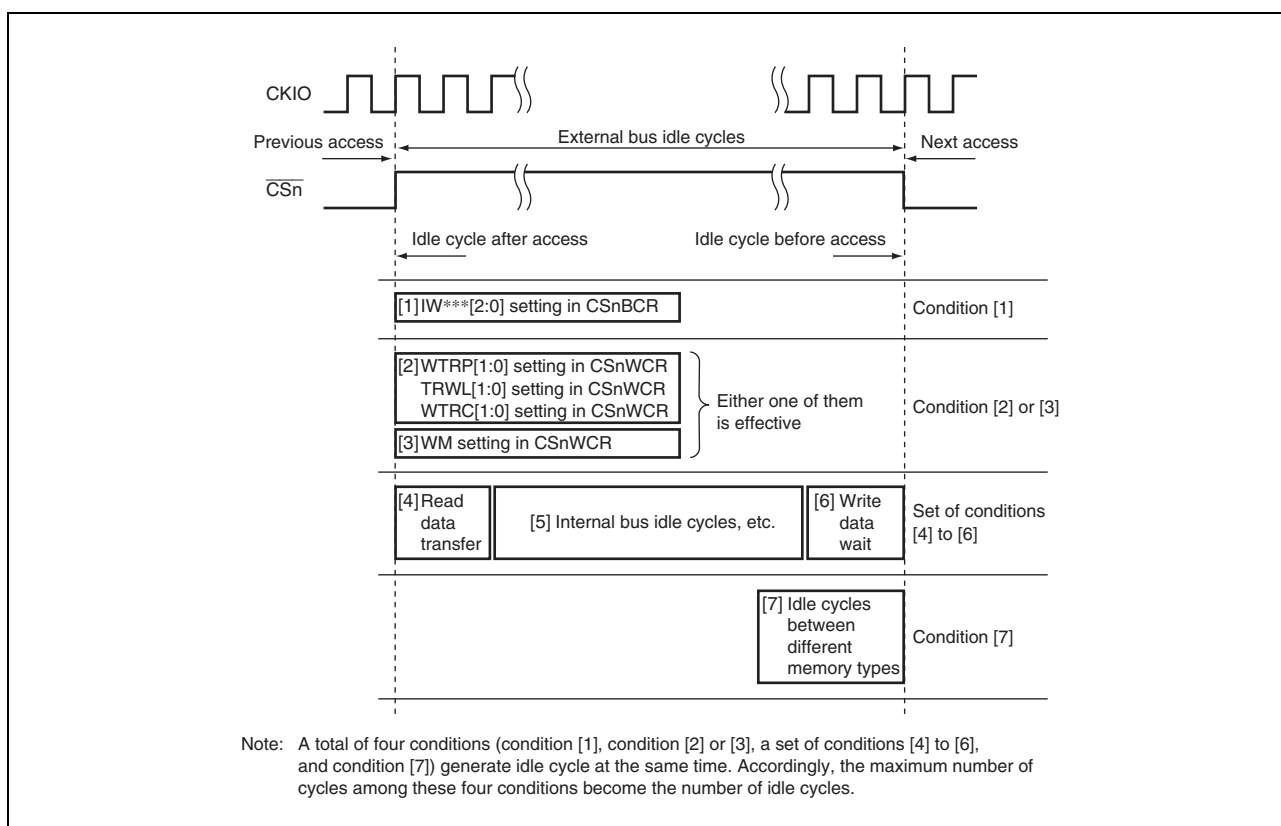 CKIO
Previous access
External bus idle cycles
Next access
CSn
Idle cycle after access
Idle cycle before access
[1] IW***[2:0] setting in CSnBCR
Condition [1]
[2] WTRP[1:0] setting in CSnWCR
TRWL[1:0] setting in CSnWCR
WTRC[1:0] setting in CSnWCR
[3] WM setting in CSnWCR
Either one of them
is effective
Condition [2] or [3]
[4] Read
data
transfer
[5] Internal bus idle cycles, etc.
[6] Write
data
wait
Set of conditions
[4] to [6]
[7] Idle cycles
between
different
memory types
Condition [7]
Note: A total of four conditions (condition [1], condition [2] or [3], a set of conditions [4] to [6],
and condition [7]) generate idle cycle at the same time. Accordingly, the maximum number of
cycles among these four conditions become the number of idle cycles.